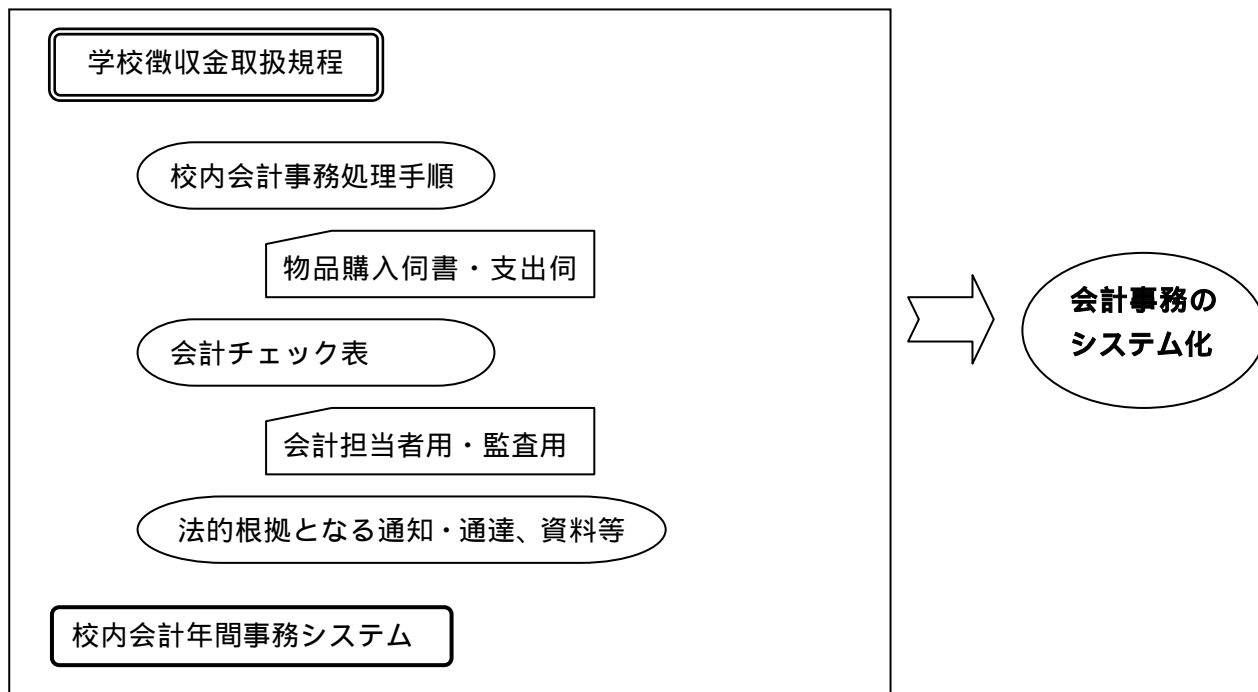 学校徴収金取扱規程
校内会計事務処理手順
物品購入伺書・支出伺
会計チェック表
会計担当者用・監査用
法的根拠となる通知・通達、資料等
校内会計年間事務システム
会計事務の
システム化